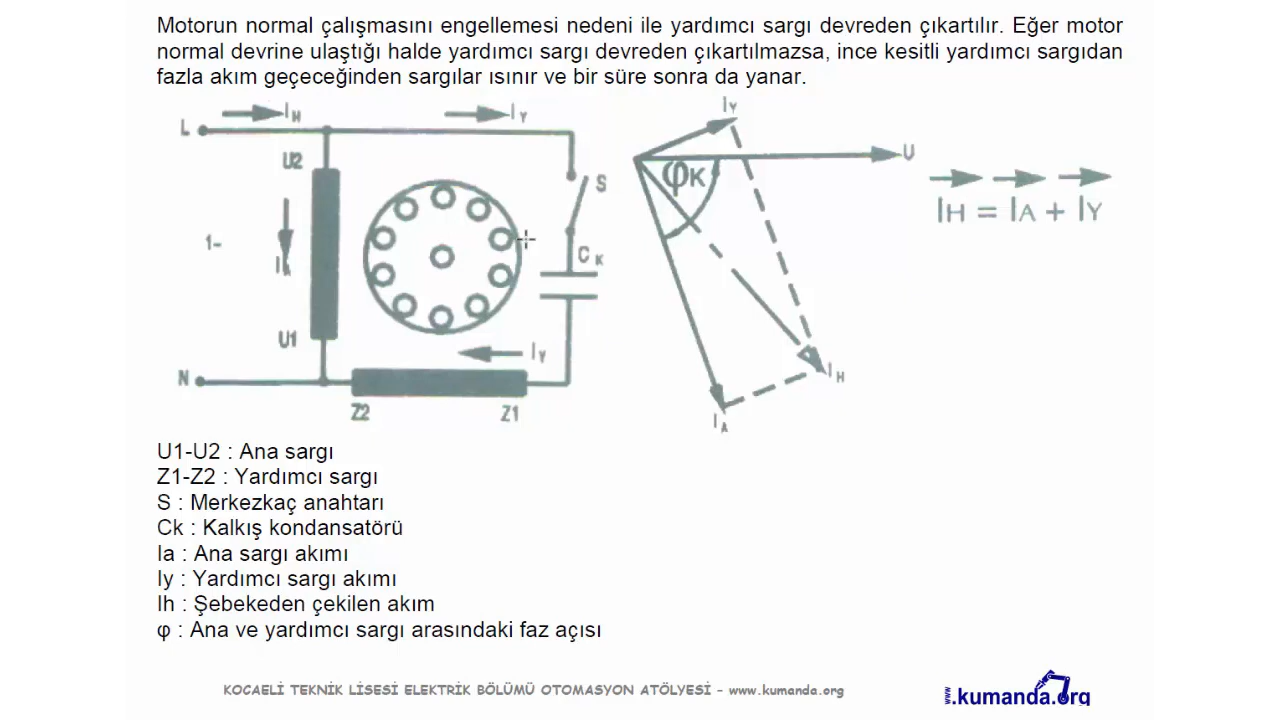 Motorun normal çalışmasını engellemesi nedeni ile yardımcı sargı devreden çıkartılır. Eğer motor
normal devrine ulaştığı halde yardımcı sargı devreden çıkartılmazsa, ince kesitli yardımcı sargıdan
fazla akım geçeceğinden sargılar ısınır ve bir süre sonra da yanar.
IH
IY
L
U2
S
1~
IA
CK
U1
IY
N
Z2
Z1
IY
U
φK
IH
IA
IH = IA + IY
U1-U2 : Ana sargı
Z1-Z2 : Yardımcı sargı
S : Merkezkaç anahtarı
Ck : Kalkış kondansatörü
Ia : Ana sargı akımı
Iy : Yardımcı sargı akımı
Ih : Şebekeden çekilen akım
φ : Ana ve yardımcı sargı arasındaki faz açısı
KOCAELİ TEKNİK LİSESİ ELEKTRİK BÖLÜMÜ OTOMASYON ATÖLYESİ - www.kumanda.org
www.kumanda.org